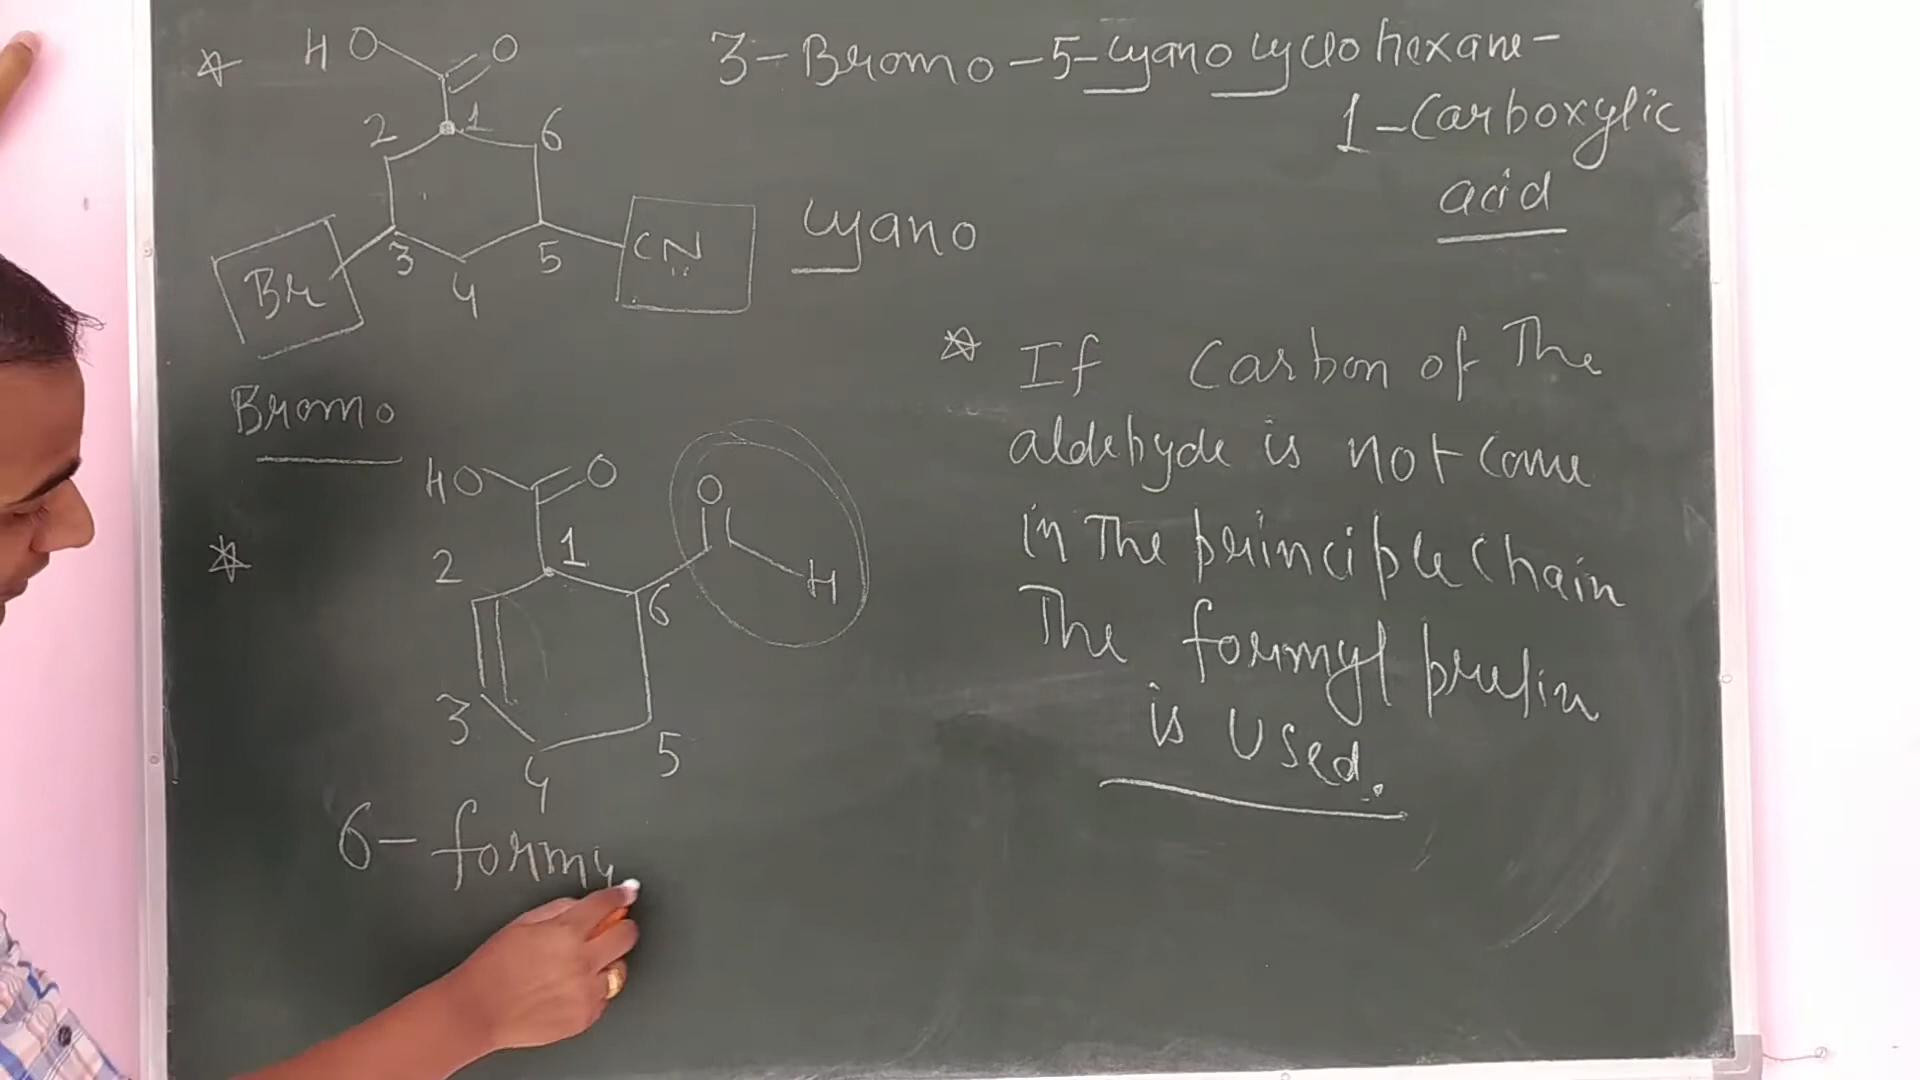 HO O
2 1 6
Br 3 4 5 CN
Bromo
cyano
3-Bromo-5-cyanocyclohexane-
1-Carboxylic
acid
HO O O
2 1 6 H
3 4 5
6-formy
If Carbon of The
aldehyde is not come
in The principle chain
The formyl prefix
is Used.